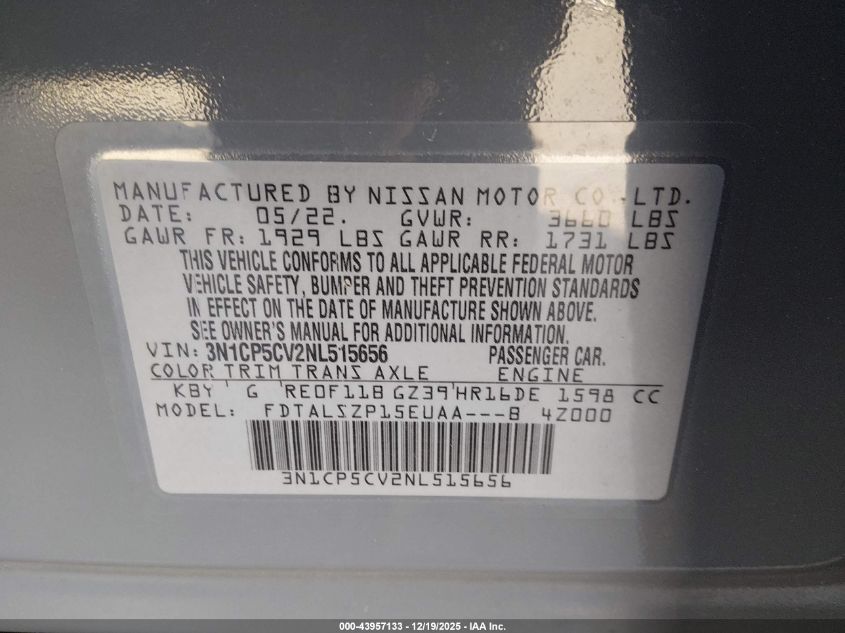 MANUFACTURED BY NISSAN MOTOR CO.,LTD.
DATE: 05/22. GVWR: 3660 LBS
GAWR FR: 1929 LBS GAWR RR: 1731 LBS
THIS VEHICLE CONFORMS TO ALL APPLICABLE FEDERAL MOTOR
VEHICLE SAFETY, BUMPER AND THEFT PREVENTION STANDARDS
IN EFFECT ON THE DATE OF MANUFACTURE SHOWN ABOVE.
SEE OWNER'S MANUAL FOR ADDITIONAL INFORMATION.
VIN: 3N1CP5CV2NL515656 PASSENGER CAR.
COLOR TRIM TRANS AXLE ENGINE
KBY G RE0F11B GZ39 HR16DE 1598 CC
MODEL: FDTALSZP15EUAA---B 4Z000
3N1CP5CV2NL515656
000-43957133 - 12/19/2025 - IAA Inc.